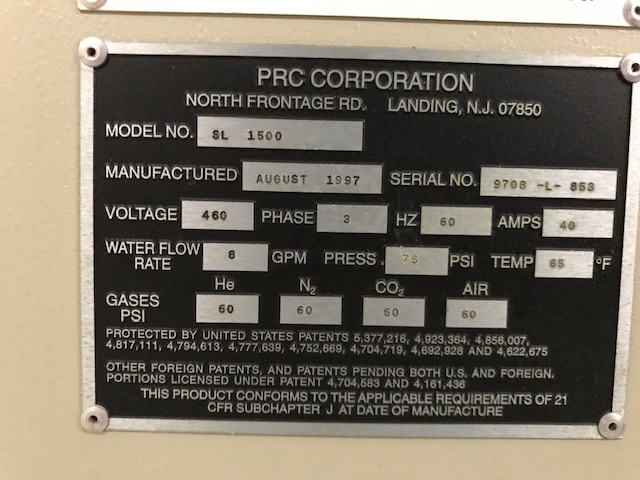 PRC CORPORATION
NORTH FRONTAGE RD. LANDING, N.J. 07850
MODEL NO. SL 1500
MANUFACTURED AUGUST 1997 SERIAL NO. 9708 -L- 853
VOLTAGE 460 PHASE 3 HZ 60 AMPS 40
WATER FLOW RATE 8 GPM PRESS. 75 PSI TEMP 65 °F
He N₂ CO₂ AIR
GASES PSI 60 60 60 60
PROTECTED BY UNITED STATES PATENTS 5,377,216, 4,923,364, 4,856,007,
4,817,111, 4,794,613, 4,777,639, 4,752,669, 4,704,719, 4,692,928 AND 4,622,675
OTHER FOREIGN PATENTS, AND PATENTS PENDING BOTH U.S. AND FOREIGN.
PORTIONS LICENSED UNDER PATENT 4,704,583 AND 4,161,436
THIS PRODUCT CONFORMS TO THE APPLICABLE REQUIREMENTS OF 21
CFR SUBCHAPTER J AT DATE OF MANUFACTURE